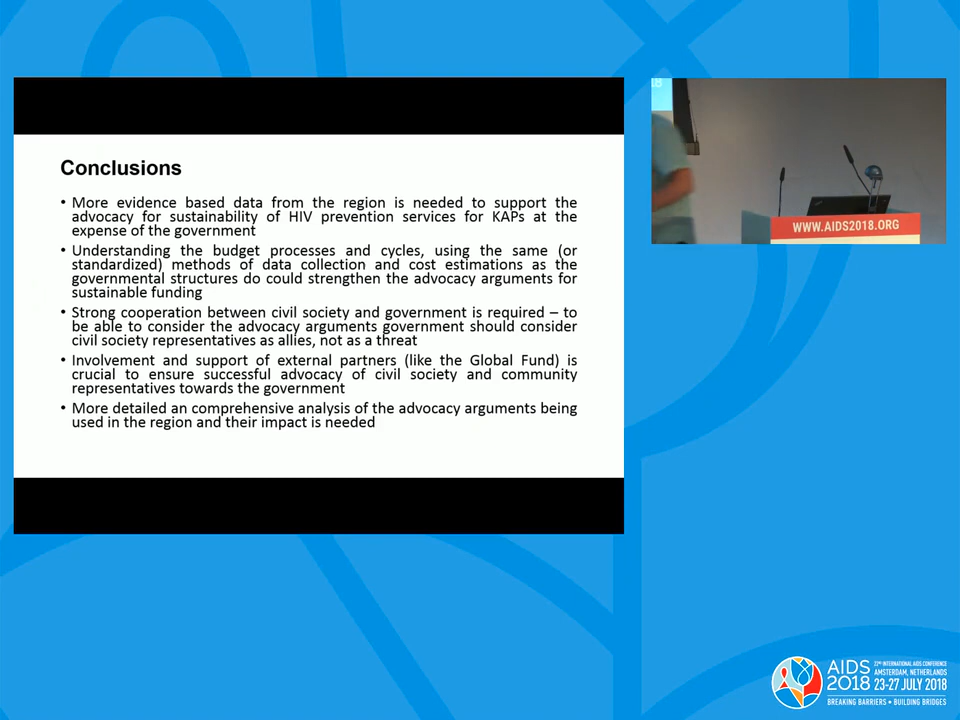 Conclusions
• More evidence based data from the region is needed to support the
advocacy for sustainability of HIV prevention services for KAPs at the
expense of the government
• Understanding the budget processes and cycles, using the same (or
standardized) methods of data collection and cost estimations as the
governmental structures do could strengthen the advocacy arguments for
sustainable funding
• Strong cooperation between civil society and government is required – to
be able to consider the advocacy arguments government should consider
civil society representatives as allies, not as a threat
• Involvement and support of external partners (like the Global Fund) is
crucial to ensure successful advocacy of civil society and community
representatives towards the government
• More detailed an comprehensive analysis of the advocacy arguments being
used in the region and their impact is needed
18
WWW.AIDS2018.ORG
AIDS
2018
22ND INTERNATIONAL AIDS CONFERENCE
AMSTERDAM, NETHERLANDS
23-27 JULY 2018
BREAKING BARRIERS • BUILDING BRIDGES